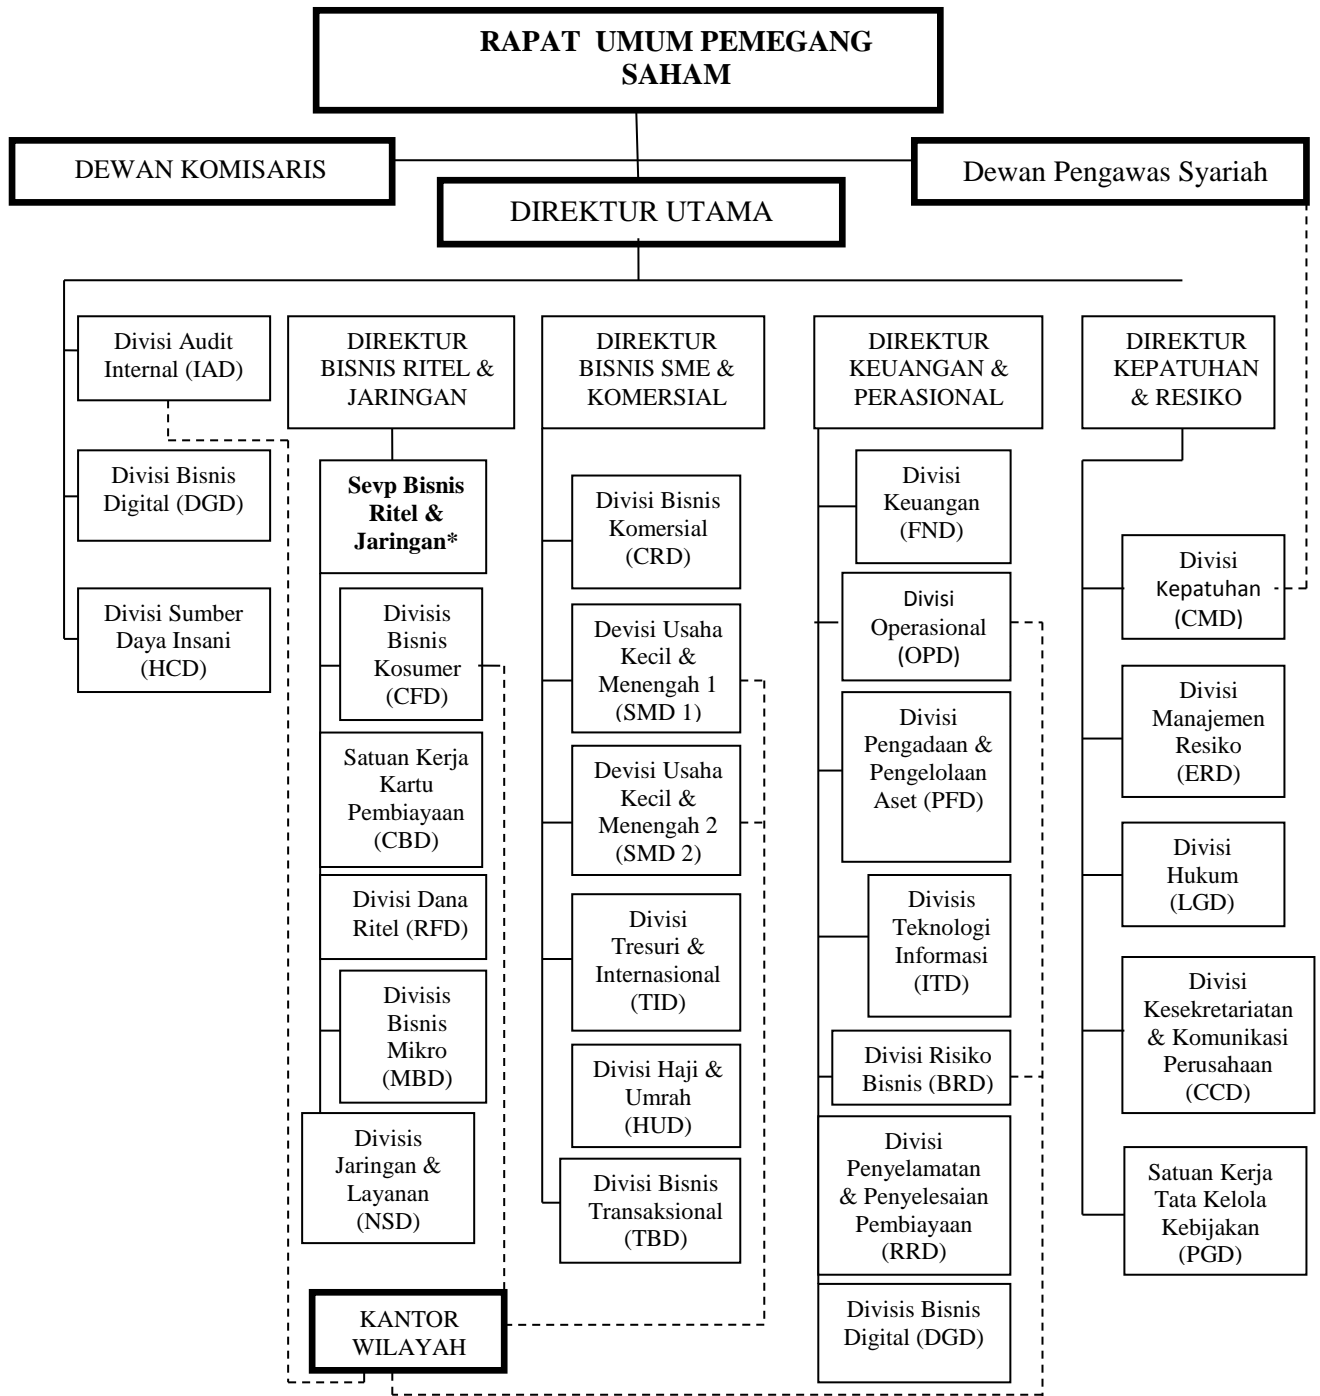 RAPAT UMUM PEMEGANG
SAHAM
DEWAN KOMISARIS
Dewan Pengawas Syariah
DIREKTUR UTAMA
Divisi Audit
Internal (IAD)
Divisi Bisnis
Digital (DGD)
Divisi Sumber
Daya Insani
(HCD)
DIREKTUR
BISNIS RITEL &
JARINGAN
Sevp Bisnis
Ritel &
Jaringan*
Divisis
Bisnis
Kosumer
(CFD)
Satuan Kerja
Kartu
Pembiayaan
(CBD)
Divisi Dana
Ritel (RFD)
Divisis
Bisnis
Mikro
(MBD)
Divisis
Jaringan &
Layanan
(NSD)
KANTOR
WILAYAH
DIREKTUR
BISNIS SME &
KOMERSIAL
Divisi Bisnis
Komersial
(CRD)
Devisi Usaha
Kecil &
Menengah 1
(SMD 1)
Devisi Usaha
Kecil &
Menengah 2
(SMD 2)
Divisi
Tresuri &
Internasional
(TID)
Divisi Haji &
Umrah
(HUD)
Divisi Bisnis
Transaksional
(TBD)
DIREKTUR
KEUANGAN &
PERASIONAL
Divisi
Keuangan
(FND)
Divisi
Operasional
(OPD)
Divisi
Pengadaan &
Pengelolaan
Aset (PFD)
Divisis
Teknologi
Informasi
(ITD)
Divisi Risiko
Bisnis (BRD)
Divisi
Penyelamatan
& Penyelesaian
Pembiayaan
(RRD)
Divisis Bisnis
Digital (DGD)
DIREKTUR
KEPATUHAN
& RESIKO
Divisi
Kepatuhan
(CMD)
Divisi
Manajemen
Resiko
(ERD)
Divisi
Hukum
(LGD)
Divisi
Kesekretariatan
& Komunikasi
Perusahaan
(CCD)
Satuan Kerja
Tata Kelola
Kebijakan
(PGD)